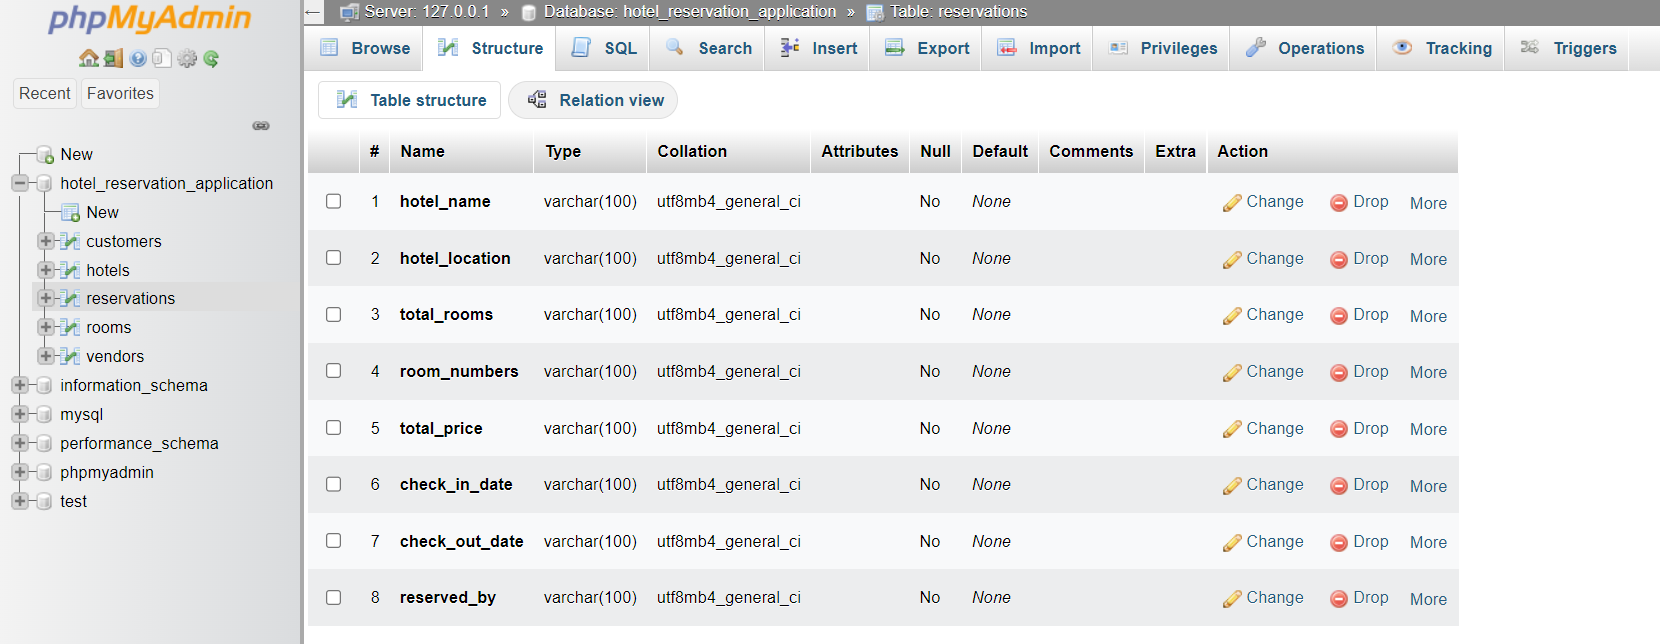 phpMyAdmin
Recent Favorites
New
hotel_reservation_application
New
customers
hotels
reservations
rooms
vendors
information_schema
mysql
performance_schema
phpmyadmin
test
Server: 127.0.0.1 » Database: hotel_reservation_application » Table: reservations
Browse Structure SQL Search Insert Export Import Privileges Operations Tracking Triggers
Table structure Relation view
# Name Type Collation Attributes Null Default Comments Extra Action
1 hotel_name varchar(100) utf8mb4_general_ci No None Change Drop More
2 hotel_location varchar(100) utf8mb4_general_ci No None Change Drop More
3 total_rooms varchar(100) utf8mb4_general_ci No None Change Drop More
4 room_numbers varchar(100) utf8mb4_general_ci No None Change Drop More
5 total_price varchar(100) utf8mb4_general_ci No None Change Drop More
6 check_in_date varchar(100) utf8mb4_general_ci No None Change Drop More
7 check_out_date varchar(100) utf8mb4_general_ci No None Change Drop More
8 reserved_by varchar(100) utf8mb4_general_ci No None Change Drop More